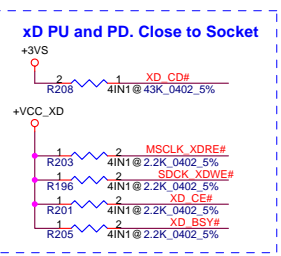 xD PU and PD. Close to Socket
+3VS
2 1 XD_CD#
R208 4IN1@ 43K_0402_5%
+VCC_XD
1 2 MSCLK_XDRE#
R203 4IN1@ 2.2K_0402_5%
1 2 SDCK_XDWE#
R196 4IN1@ 2.2K_0402_5%
1 2 XD_CE#
R201 4IN1@ 2.2K_0402_5%
1 2 XD_BSY#
R205 4IN1@ 2.2K_0402_5%